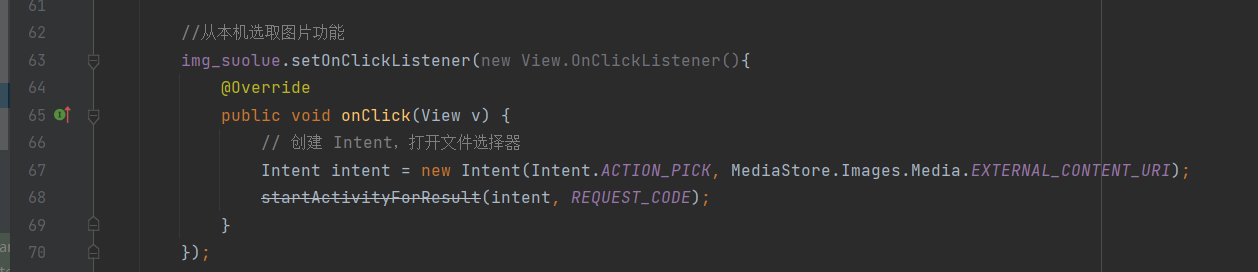 61
62 //从本机选取图片功能
63 img_suolue.setOnClickListener(new View.OnClickListener(){
64 @Override
65 public void onClick(View v) {
66 // 创建 Intent，打开文件选择器
67 Intent intent = new Intent(Intent.ACTION_PICK, MediaStore.Images.Media.EXTERNAL_CONTENT_URI);
68 startActivityForResult(intent, REQUEST_CODE);
69 }
70 });